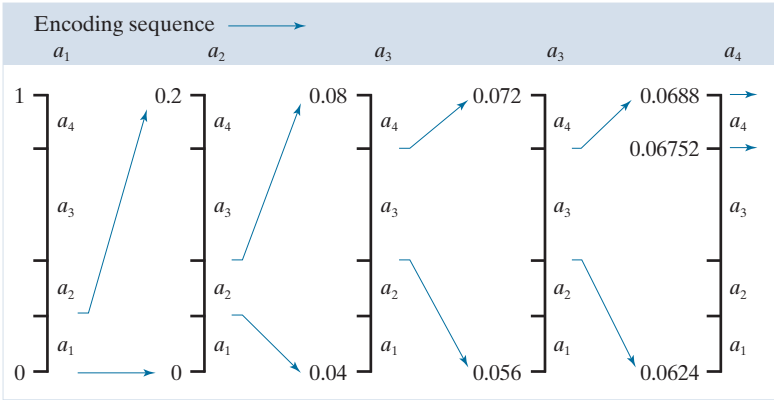 Encoding sequence
a₁ a₂ a₃ a₃ a₄
1 0.2 0.08 0.072 0.0688
a₄ a₄ a₄ a₄ a₄
0.06752
a₃ a₃ a₃ a₃ a₃
a₂ a₂ a₂ a₂ a₂
a₁ a₁ a₁ a₁ a₁
0 0 0.04 0.056 0.0624